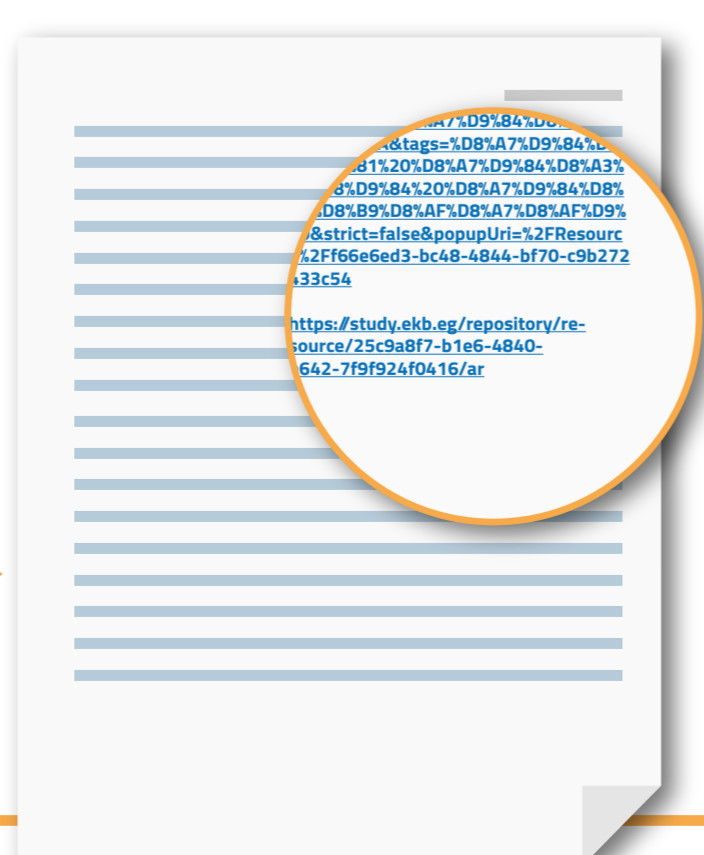 A7%D9%84%D8
A&tags=%D8%A7%D9%84%D
81%20%D8%A7%D9%84%D8%A3%
8%D9%84%20%D8%A7%D9%84%D8%
D8%B9%D8%AF%D8%A7%D8%AF%D9%
&strict=false&popupUri=%2FResourc
%2Ff66e6ed3-bc48-4844-bf70-c9b272
433c54
https://study.ekb.eg/repository/re-
source/25c9a8f7-b1e6-4840-
642-7f9f924f0416/ar